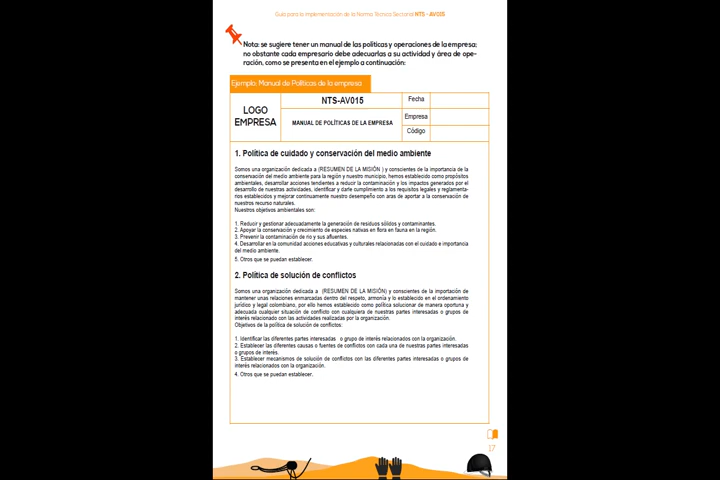 Guía para la implementación de la Norma Técnica Sectorial NTS - AV015
Nota: se sugiere tener un manual de las políticas y operaciones de la empresa;
no obstante cada empresario debe adecuarlas a su actividad y área de ope-
ración, como se presenta en el ejemplo a continuación:
Ejemplo: Manual de Políticas de la empresa
LOGO
EMPRESA
NTS-AV015
MANUAL DE POLÍTICAS DE LA EMPRESA
Fecha
Empresa
Código
1. Política de cuidado y conservación del medio ambiente
Somos una organización dedicada a (RESUMEN DE LA MISIÓN ) y conscientes de la importancia de la
conservación del medio ambiente para la región y nuestro municipio, hemos establecido como propósitos
ambientales, desarrollar acciones tendientes a reducir la contaminación y los impactos generados por el
desarrollo de nuestras actividades, identificar y darle cumplimiento a los requisitos legales y reglamenta-
rios establecidos y mejorar continuamente nuestro desempeño con aras de aportar a la conservación de
nuestros recurso naturales.
Nuestros objetivos ambientales son:
1. Reducir y gestionar adecuadamente la generación de residuos sólidos y contaminantes.
2. Apoyar la conservación y crecimiento de especies nativas en flora en fauna en la región.
3. Prevenir la contaminación de rio y sus afluentes.
4. Desarrollar en la comunidad acciones educativas y culturales relacionadas con el cuidado e importancia
del medio ambiente.
5. Otros que se puedan establecer.
2. Política de solución de conflictos
Somos una organización dedicada a (RESUMEN DE LA MISIÓN) y conscientes de la importación de
mantener unas relaciones enmarcadas dentro del respeto, armonía y lo establecido en el ordenamiento
jurídico y legal colombiano, por ello hemos establecido como política solucionar de manera oportuna y
adecuada cualquier situación de conflicto con cualquiera de nuestras partes interesadas o grupos de
interés relacionado con las actividades realizadas por la organización.
Objetivos de la política de solución de conflictos:
1. Identificar las diferentes partes interesadas o grupo de interés relacionados con la organización.
2. Establecer las diferentes causas o fuentes de conflictos con cada una de nuestras partes interesadas
o grupos de interés.
3. Establecer mecanismos de solución de conflictos con las diferentes partes interesadas o grupos de
interés relacionados con la organización.
4. Otros que se puedan establecer.
17